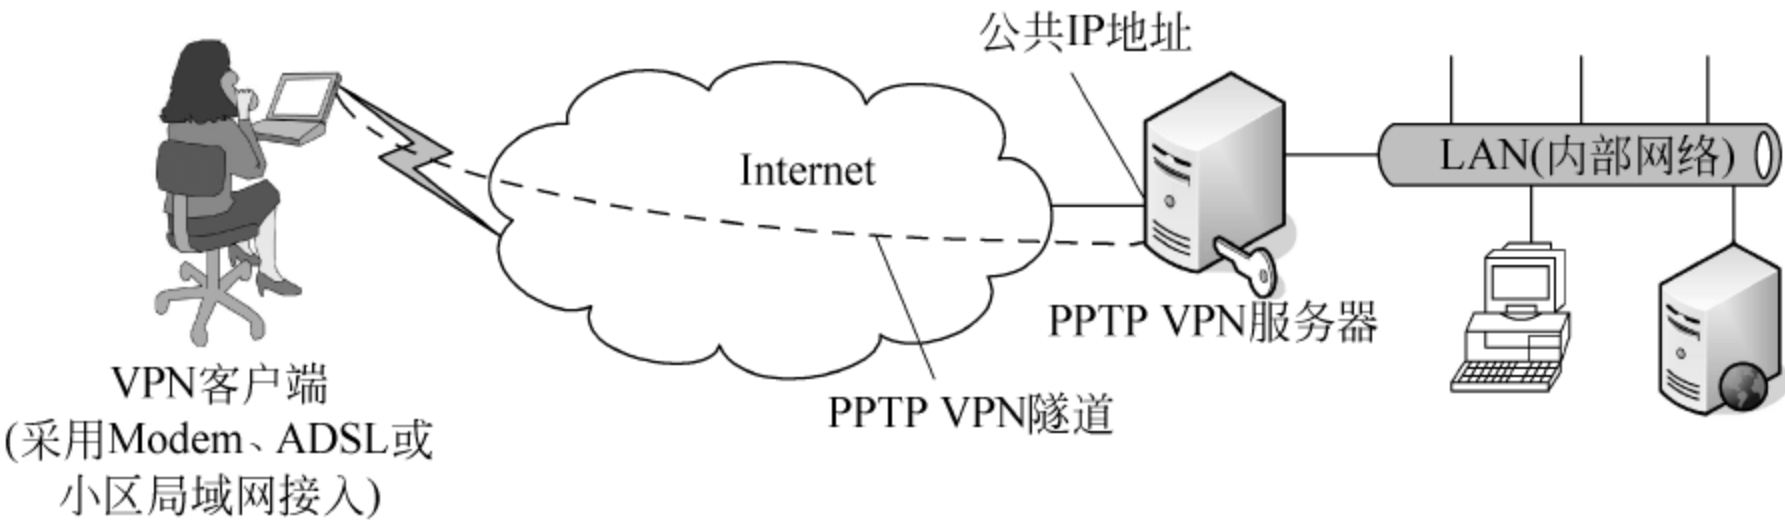 公共IP地址
Internet
LAN(内部网络)
PPTP VPN服务器
PPTP VPN隧道
VPN客户端
(采用Modem、ADSL或
小区局域网接入)